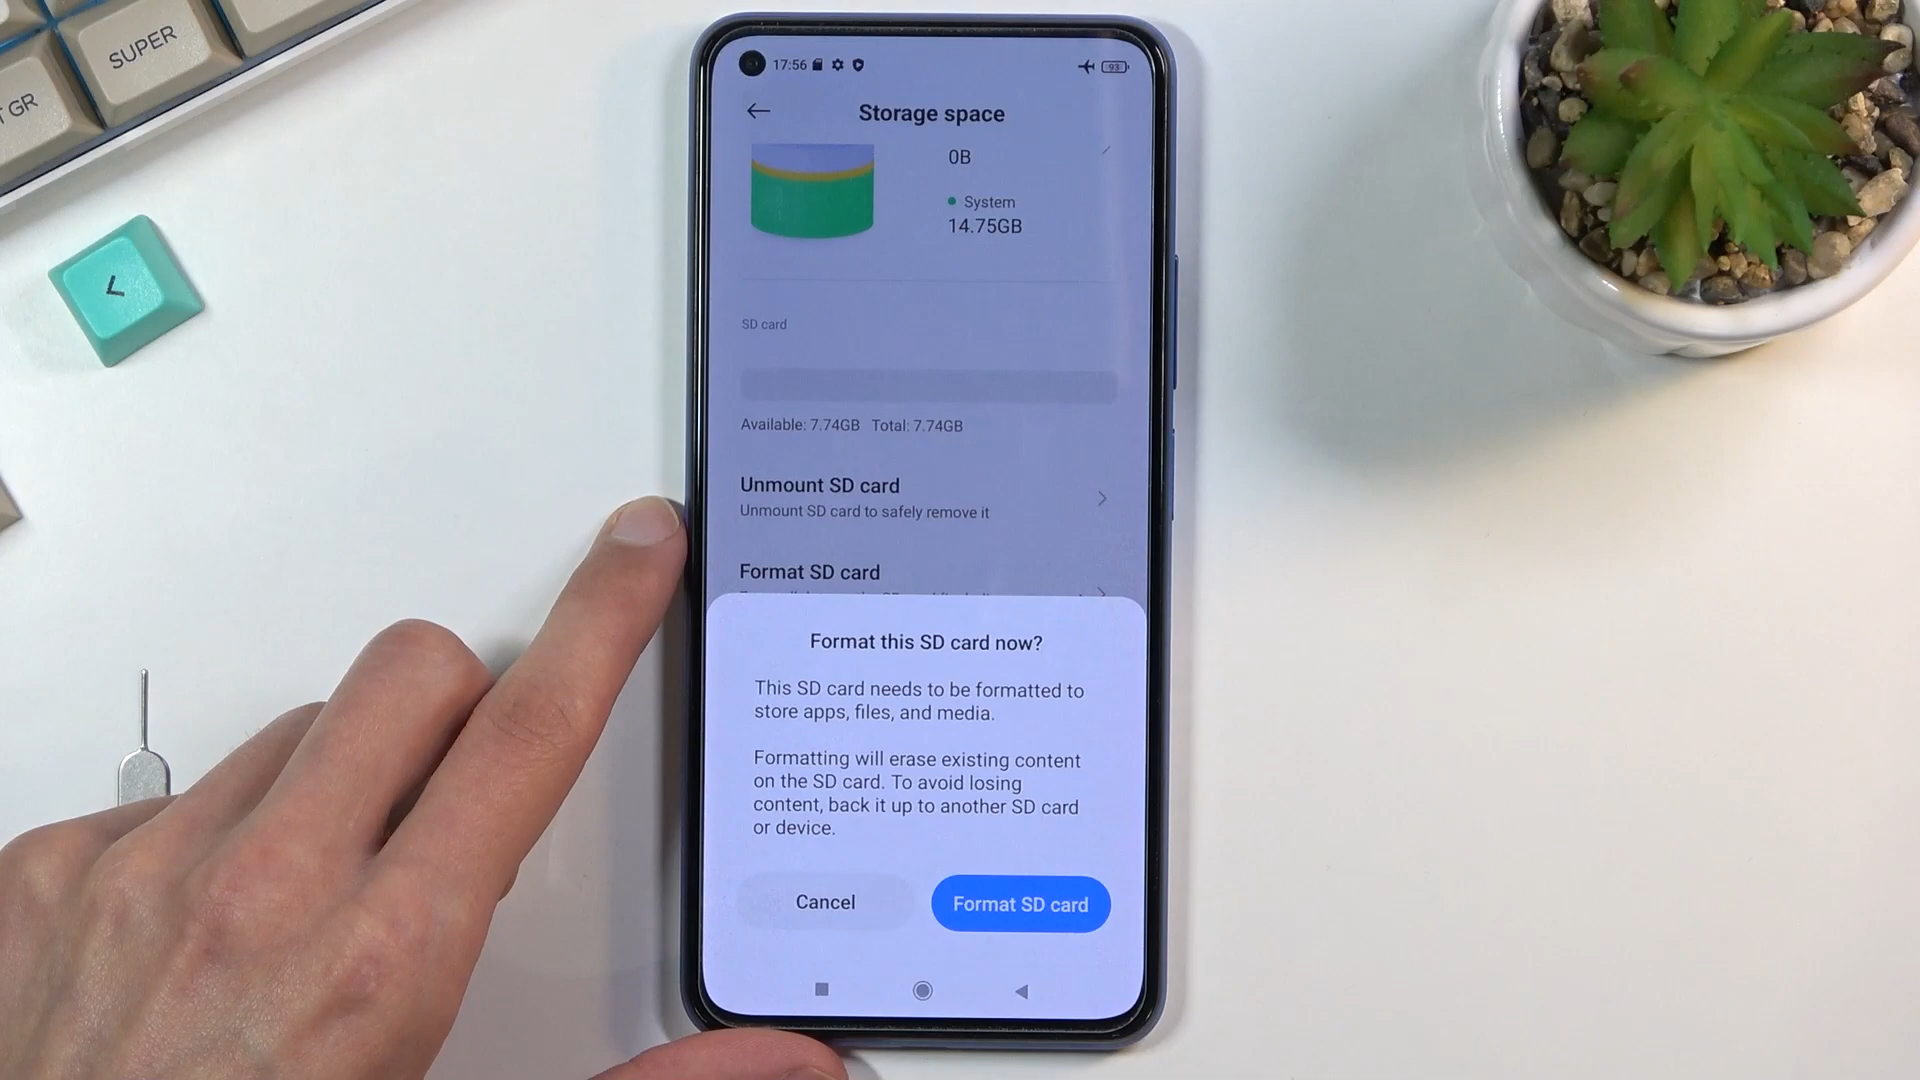 SUPER
T GR
<
17:56
93
Storage space
0B
System
14.75GB
SD card
Available: 7.74GB Total: 7.74GB
Unmount SD card
Unmount SD card to safely remove it
Format SD card
Format this SD card now?
This SD card needs to be formatted to
store apps, files, and media.
Formatting will erase existing content
on the SD card. To avoid losing
content, back it up to another SD card
or device.
Cancel
Format SD card